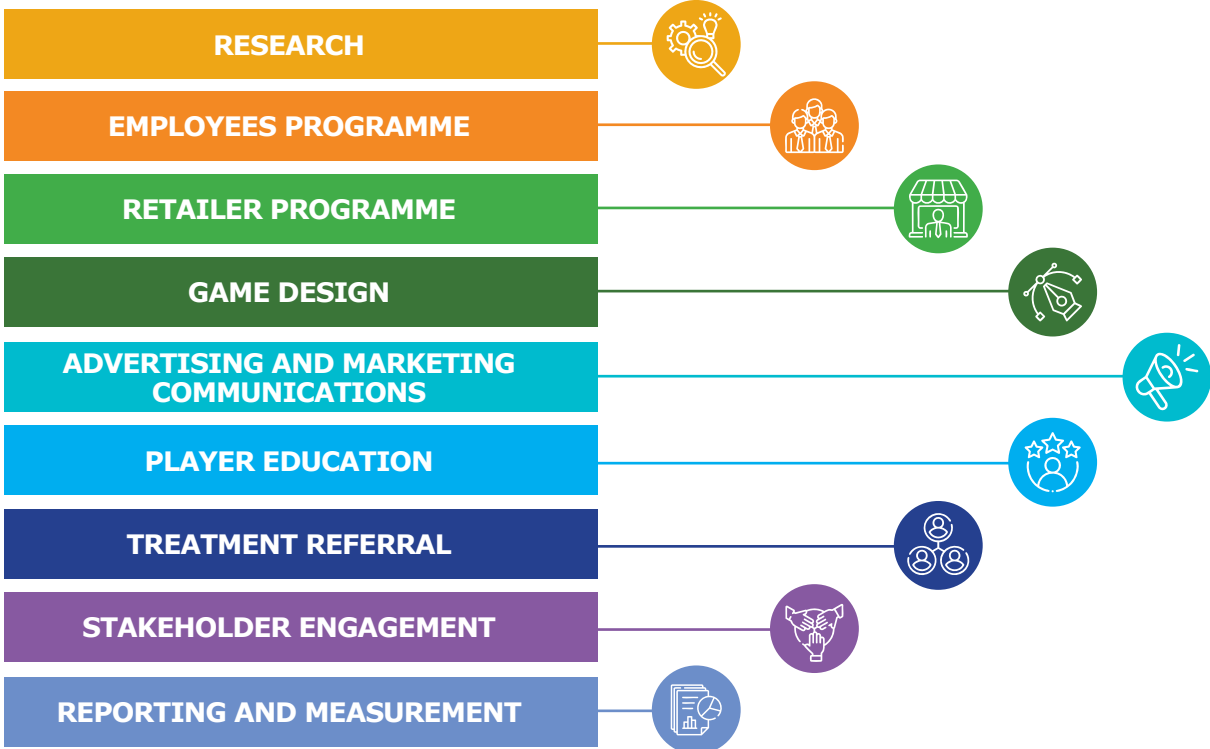 RESEARCH
EMPLOYEES PROGRAMME
RETAILER PROGRAMME
GAME DESIGN
ADVERTISING AND MARKETING
COMMUNICATIONS
PLAYER EDUCATION
TREATMENT REFERRAL
STAKEHOLDER ENGAGEMENT
REPORTING AND MEASUREMENT